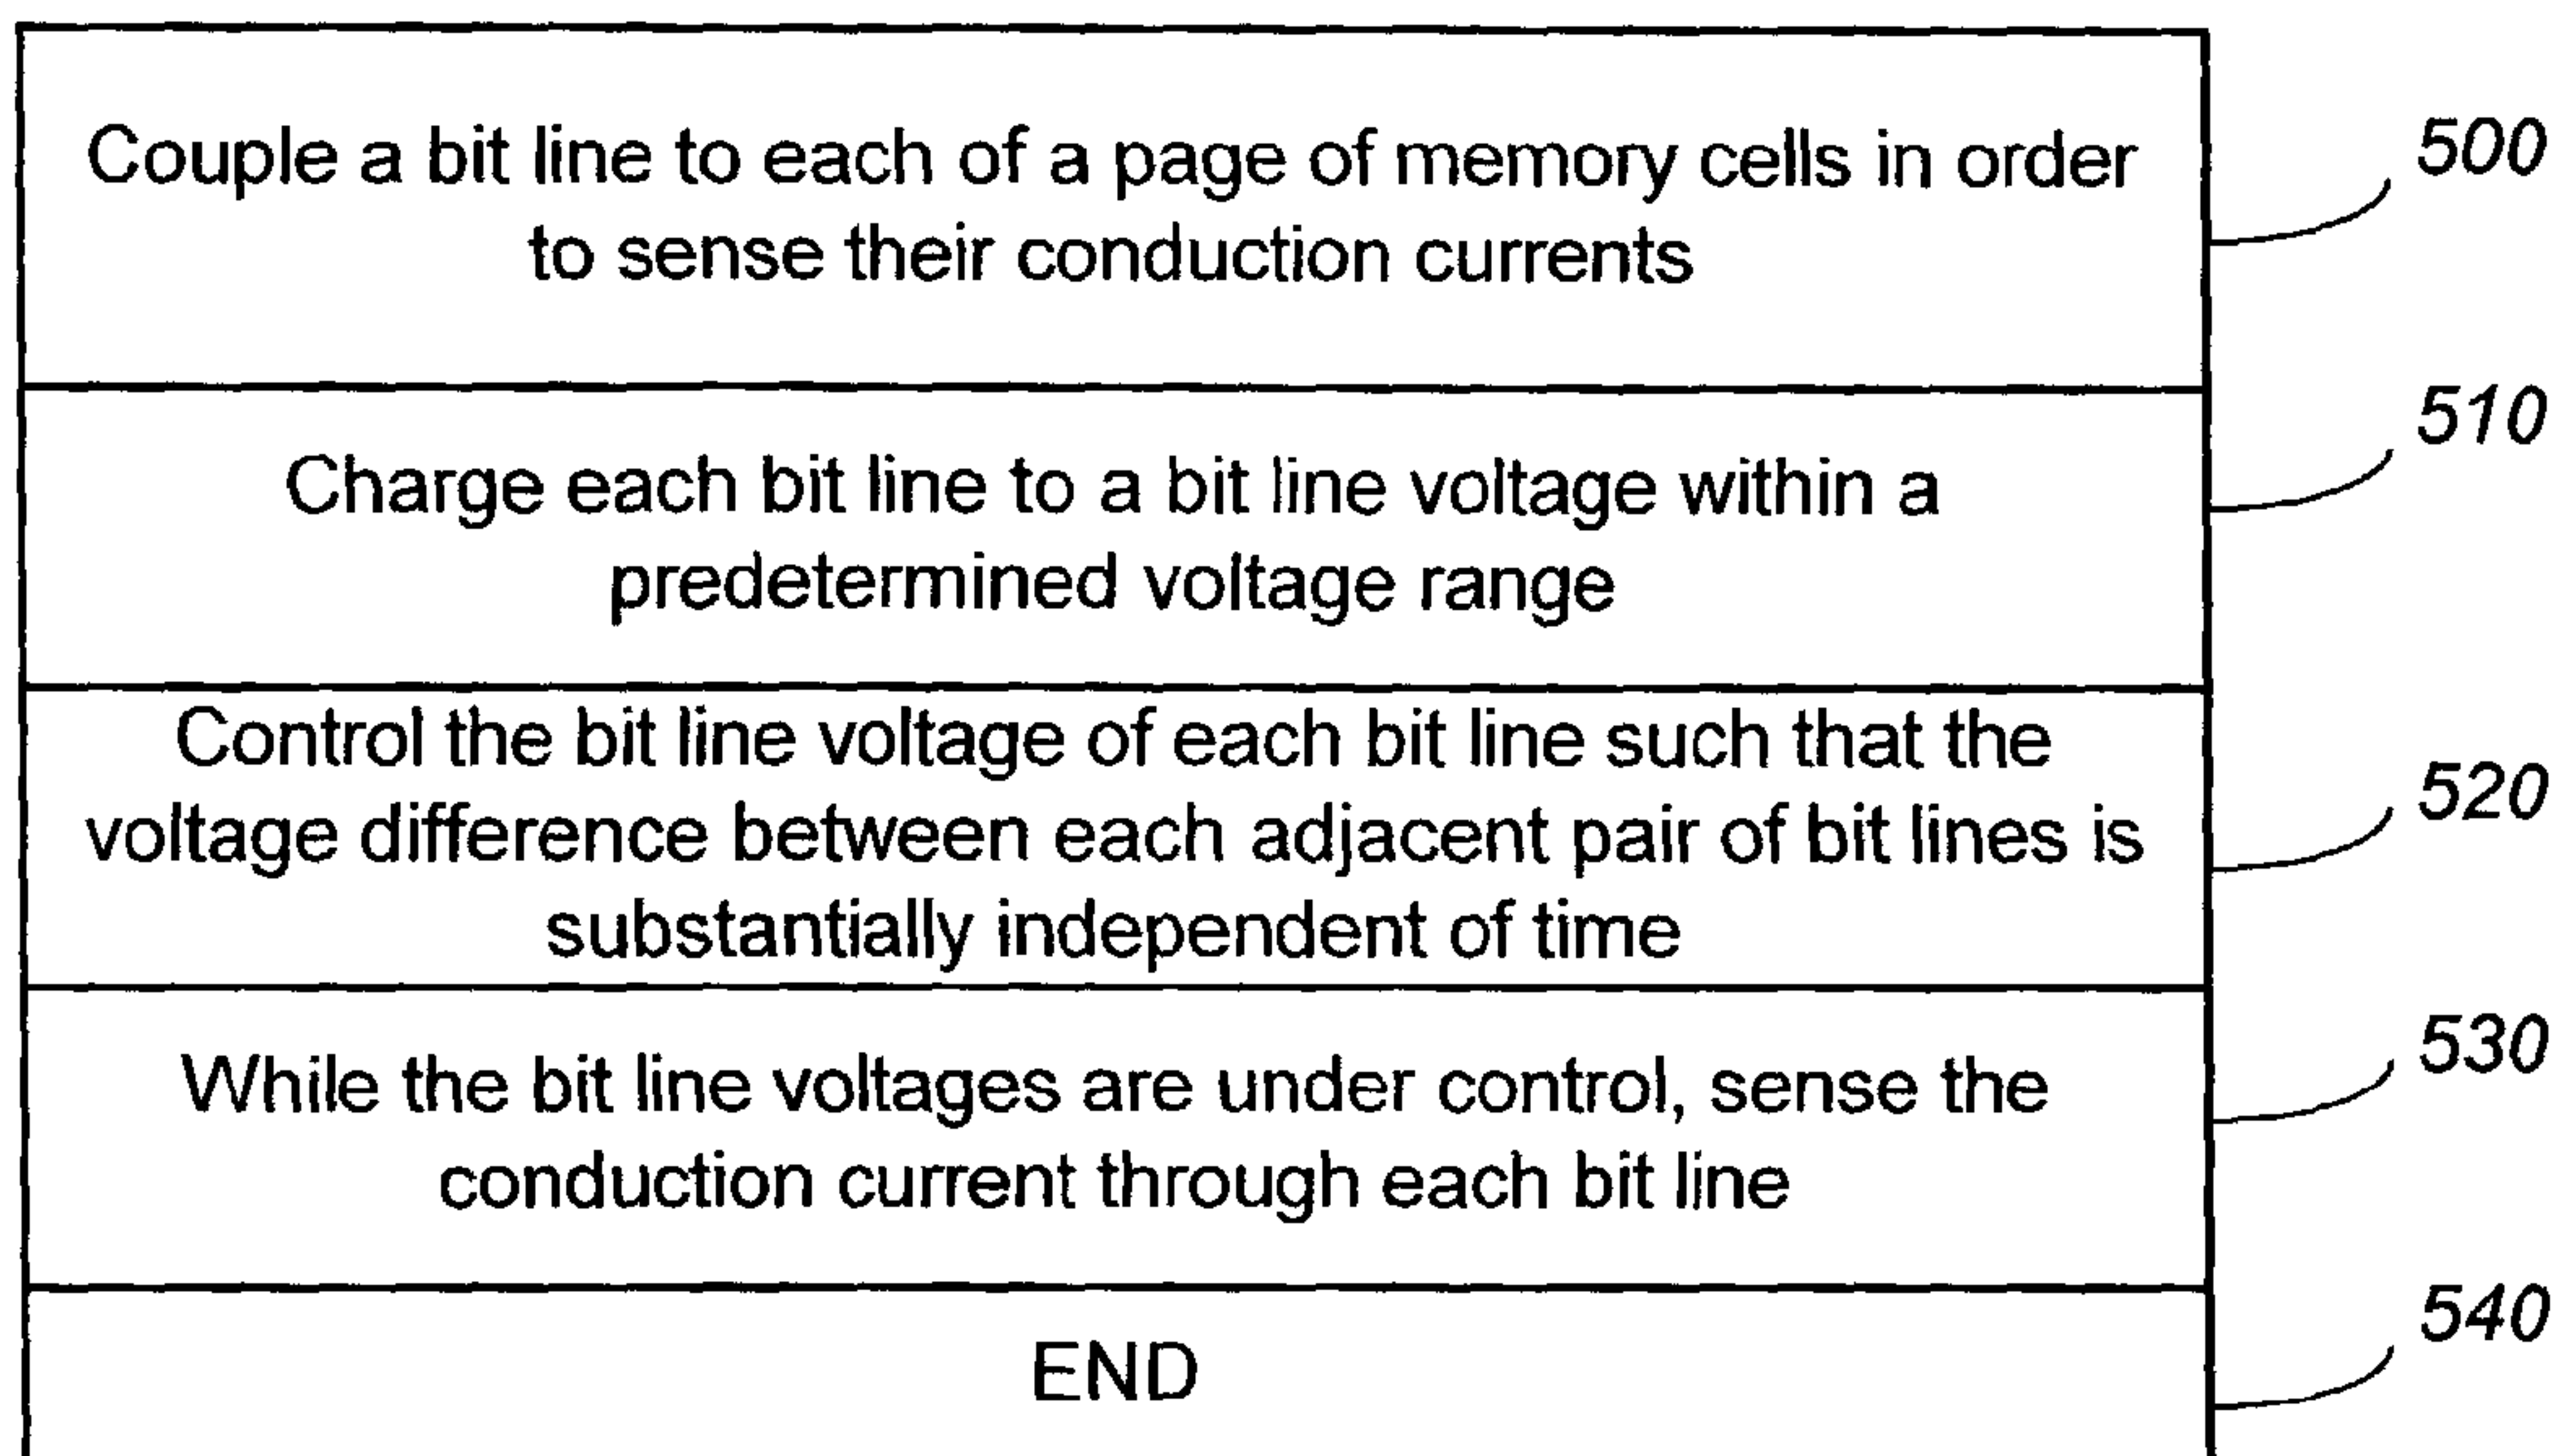 Couple a bit line to each of a page of memory cells in order
to sense their conduction currents
500
Charge each bit line to a bit line voltage within a
predetermined voltage range
510
Control the bit line voltage of each bit line such that the
voltage difference between each adjacent pair of bit lines is
substantially independent of time
520
While the bit line voltages are under control, sense the
conduction current through each bit line
530
END
540